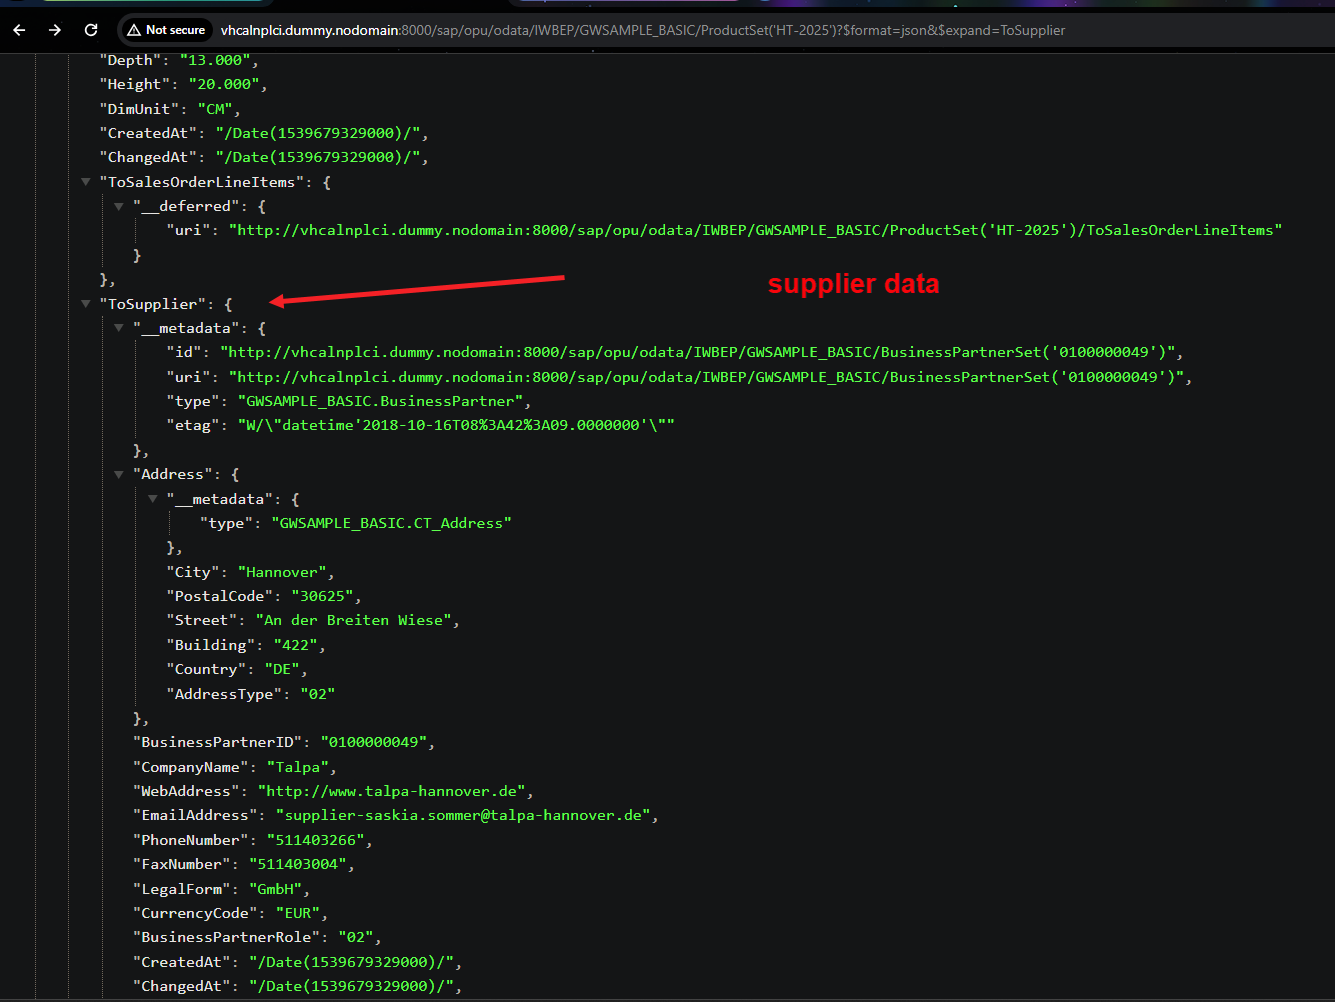 Not secure vhcalnplci.dummy.nodomain:8000/sap/opu/odata/IWBEP/GWSAMPLE_BASIC/ProductSet('HT-2025')?$format=json&$expand=ToSupplier
"Depth": "13.000",
"Height": "20.000",
"DimUnit": "CM",
"CreatedAt": "/Date(1539679329000)/",
"ChangedAt": "/Date(1539679329000)/",
"ToSalesOrderLineItems": {
"__deferred": {
"uri": "http://vhcalnplci.dummy.nodomain:8000/sap/opu/odata/IWBEP/GWSAMPLE_BASIC/ProductSet('HT-2025')/ToSalesOrderLineItems"
}
},
supplier data
"ToSupplier": {
"__metadata": {
"id": "http://vhcalnplci.dummy.nodomain:8000/sap/opu/odata/IWBEP/GWSAMPLE_BASIC/BusinessPartnerSet('0100000049')",
"uri": "http://vhcalnplci.dummy.nodomain:8000/sap/opu/odata/IWBEP/GWSAMPLE_BASIC/BusinessPartnerSet('0100000049')",
"type": "GWSAMPLE_BASIC.BusinessPartner",
"etag": "W/\"datetime'2018-10-16T08%3A42%3A09.0000000'\""
},
"Address": {
"__metadata": {
"type": "GWSAMPLE_BASIC.CT_Address"
},
"City": "Hannover",
"PostalCode": "30625",
"Street": "An der Breiten Wiese",
"Building": "422",
"Country": "DE",
"AddressType": "02"
},
"BusinessPartnerID": "0100000049",
"CompanyName": "Talpa",
"WebAddress": "http://www.talpa-hannover.de",
"EmailAddress": "supplier-saskia.sommer@talpa-hannover.de",
"PhoneNumber": "511403266",
"FaxNumber": "511403004",
"LegalForm": "GmbH",
"CurrencyCode": "EUR",
"BusinessPartnerRole": "02",
"CreatedAt": "/Date(1539679329000)/",
"ChangedAt": "/Date(1539679329000)/",